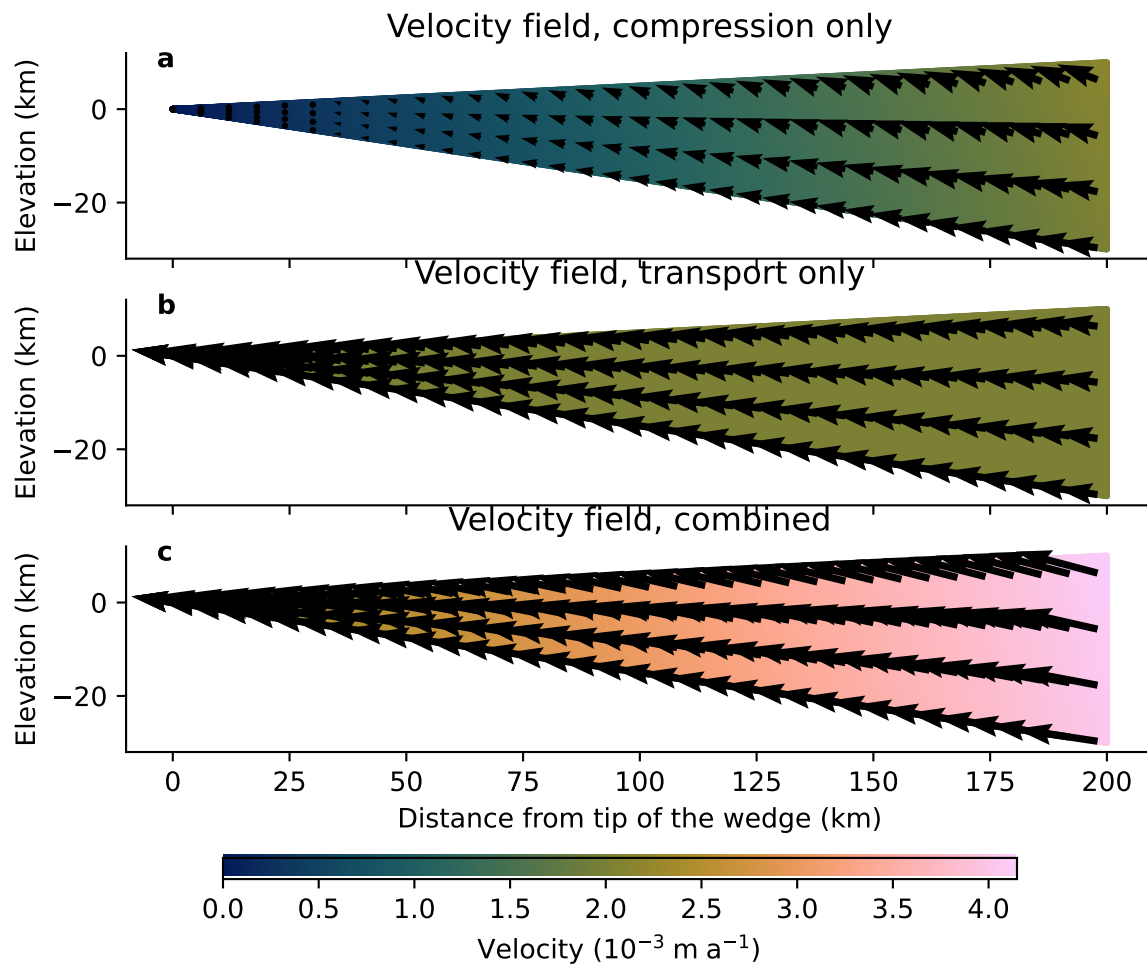 Velocity field, compression only
a
Elevation (km)
0
−20
Velocity field, transport only
b
Elevation (km)
0
−20
Velocity field, combined
c
Elevation (km)
0
−20
0 25 50 75 100 125 150 175 200
Distance from tip of the wedge (km)
0.0 0.5 1.0 1.5 2.0 2.5 3.0 3.5 4.0
Velocity (10⁻³ m a⁻¹)